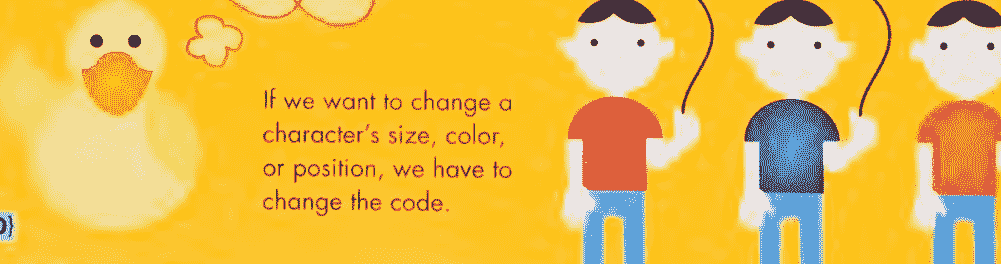 If we want to change a
character's size, color,
or position, we have to
change the code.